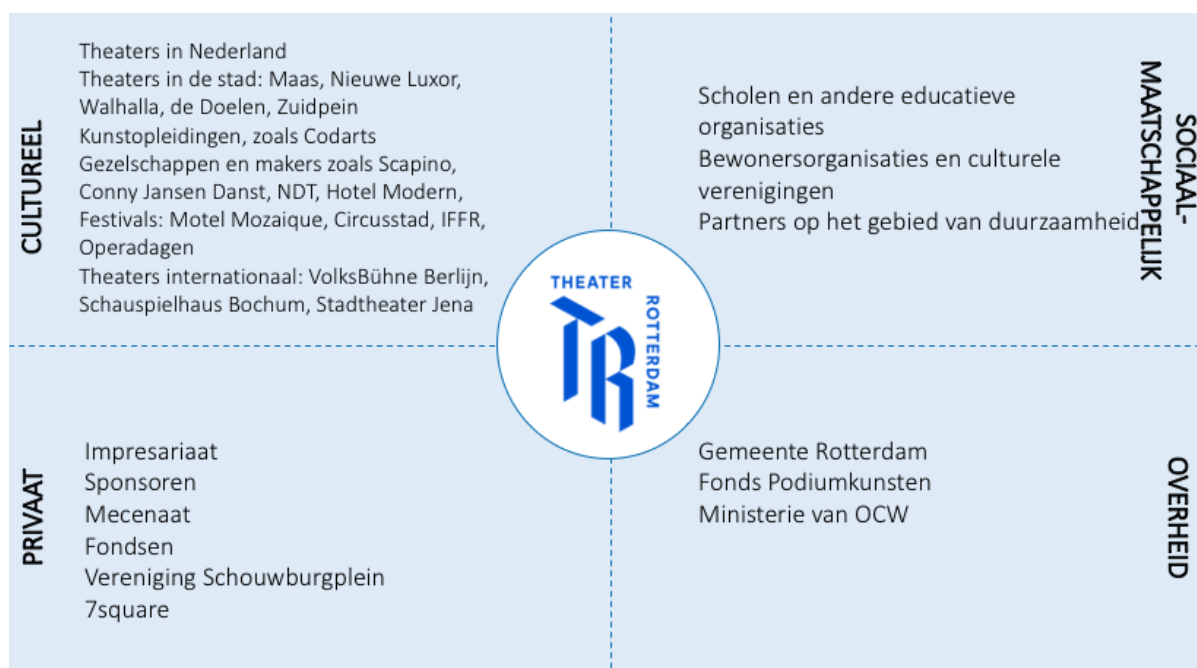 CULTUREEL
Theaters in Nederland
Theaters in de stad: Maas, Nieuwe Luxor,
Walhalla, de Doelen, Zuidpein
Kunstopleidingen, zoals Codarts
Gezelschappen en makers zoals Scapino,
Conny Jansen Danst, NDT, Hotel Modern,
Festivals: Motel Mozaique, Circusstad, IFFR,
Operadagen
Theaters internationaal: VolksBühne Berlijn,
Schauspielhaus Bochum, Stadtheater Jena
SOCIAAL-
MAATSCHAPPELIJK
Scholen en andere educatieve
organisaties
Bewonersorganisaties en culturele
verenigingen
Partners op het gebied van duurzaamheid
THEATER
ROTTERDAM
TR
PRIVAAT
Impresariaat
Sponsoren
Mecenaat
Fondsen
Vereniging Schouwburgplein
7square
OVERHEID
Gemeente Rotterdam
Fonds Podiumkunsten
Ministerie van OCW